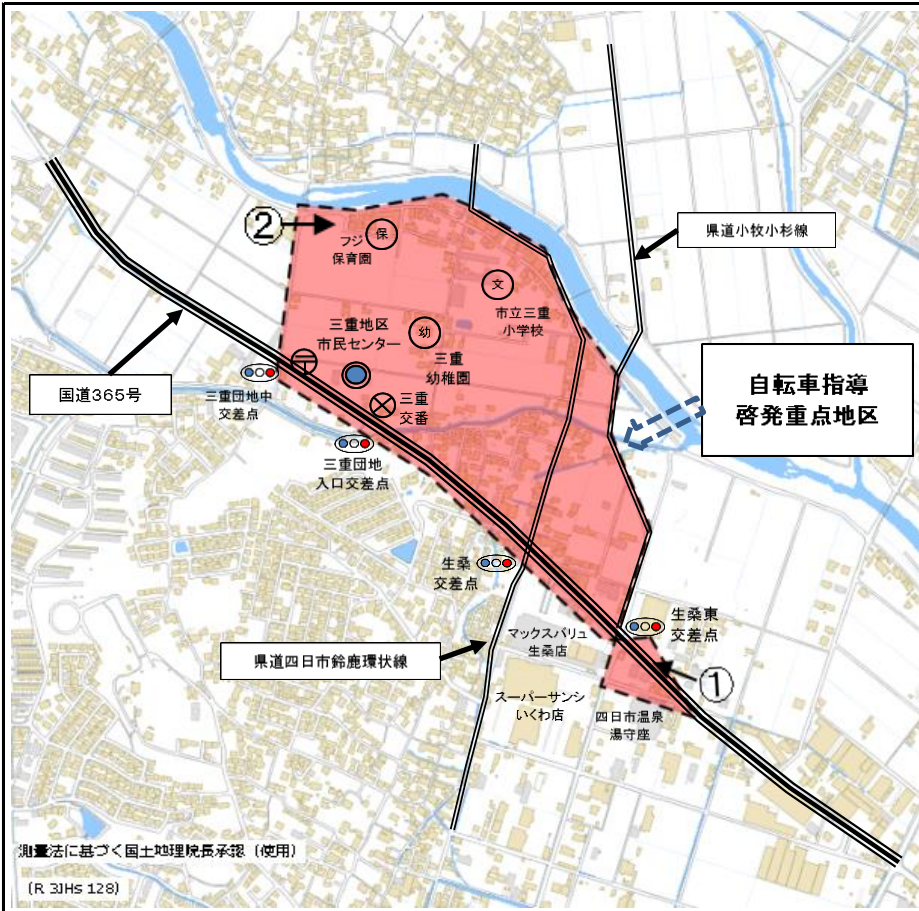 県道小牧小杉線
②
保
フジ
保育園
文
市立三重
小学校
三重地区
市民センター
幼
三重
幼稚園
自転車指導
啓発重点地区
国道365号
三重団地中
交差点
三重
交番
三重団地
入口交差点
生桑
交差点
生桑東
交差点
マックスバリュ
生桑店
県道四日市鈴鹿環状線
①
スーパーサンシ
いくわ店
四日市温泉
湯守座
測量法に基づく国土地理院長承認（使用）
(R 3JHs 128)